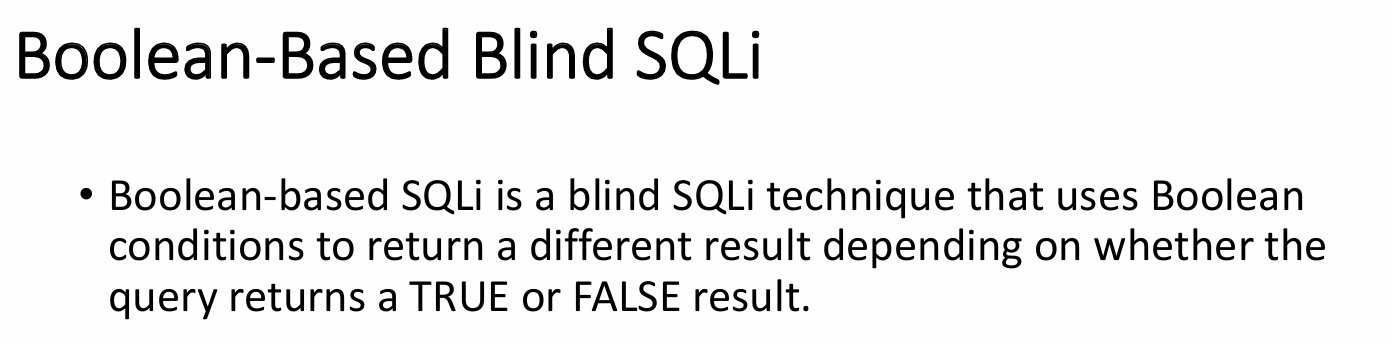 Boolean-Based Blind SQLi
• Boolean-based SQLi is a blind SQLi technique that uses Boolean
conditions to return a different result depending on whether the
query returns a TRUE or FALSE result.